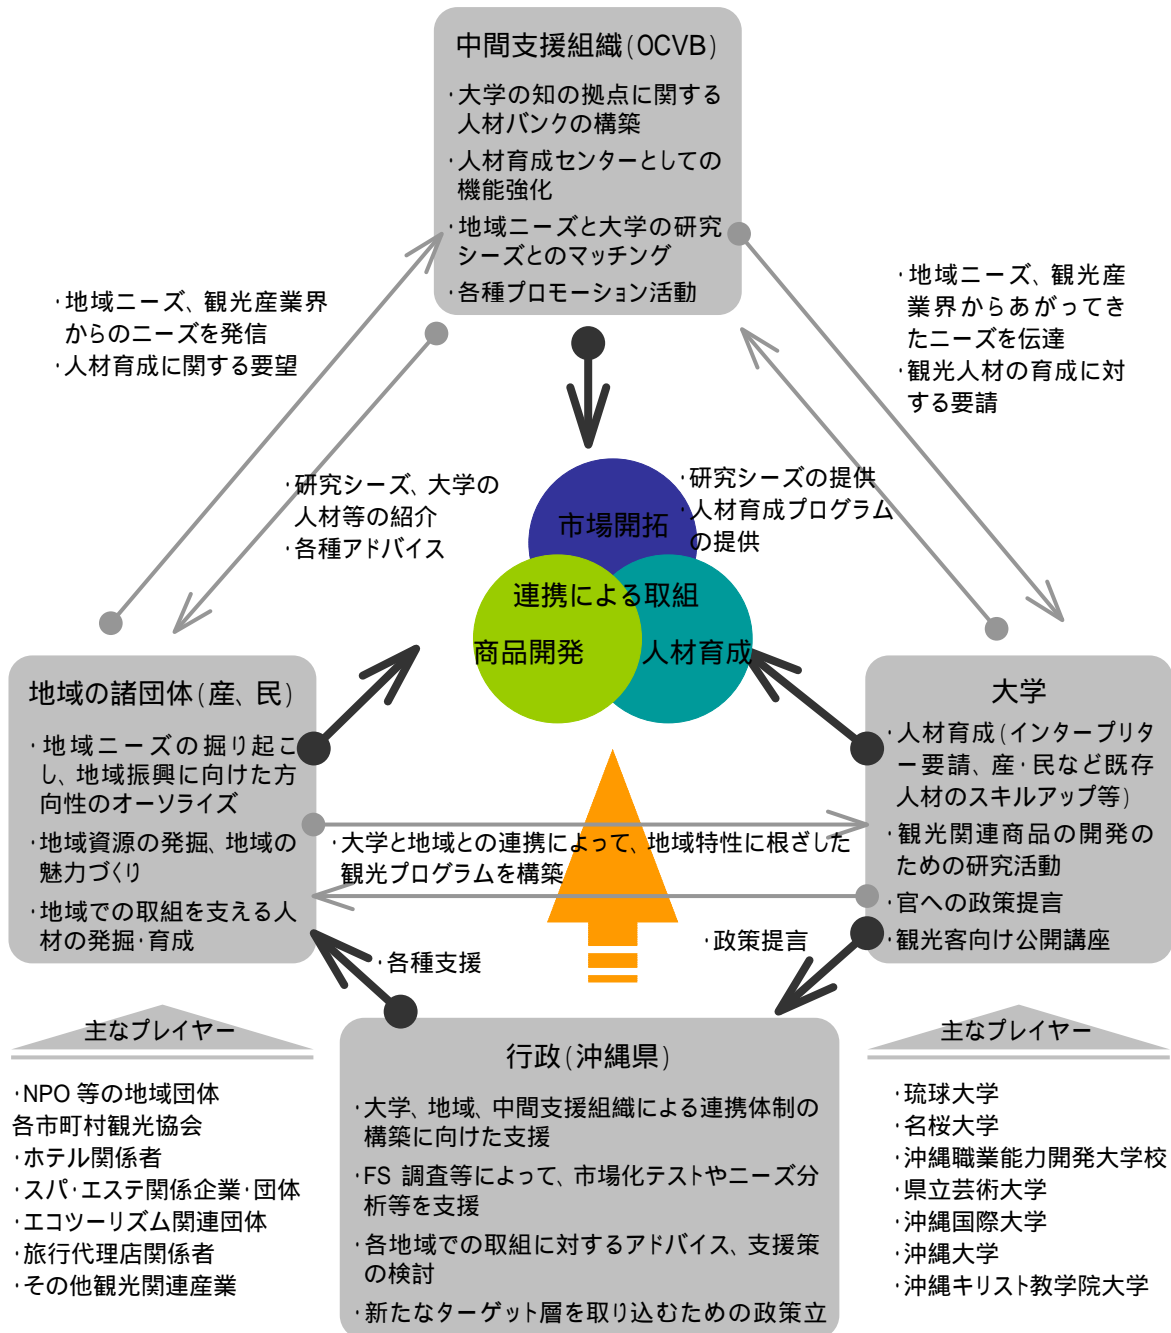 中間支援組織(OCVB)
・大学の知の拠点に関する
人材バンクの構築
・人材育成センターとしての
機能強化
・地域ニーズと大学の研究
シーズとのマッチング
・各種プロモーション活動
・地域ニーズ、観光産業界
からのニーズを発信
・人材育成に関する要望
・地域ニーズ、観光産
業界からあがってき
たニーズを伝達
・観光人材の育成に対
する要請
・研究シーズ、大学の
人材等の紹介
・各種アドバイス
・研究シーズの提供
・人材育成プログラム
の提供
市場開拓
連携による取組
商品開発
人材育成
地域の諸団体(産、民)
・地域ニーズの掘り起こ
し、地域振興に向けた方
向性のオーソライズ
・地域資源の発掘、地域の
魅力づくり
・地域での取組を支える人
材の発掘・育成
大学
・人材育成(インタープリタ
ー要請、産・民など既存
人材のスキルアップ等)
・観光関連商品の開発の
ための研究活動
・官への政策提言
・観光客向け公開講座
・大学と地域との連携によって、地域特性に根ざした
観光プログラムを構築
・各種支援
・政策提言
主なプレイヤー
・NPO 等の地域団体
各市町村観光協会
・ホテル関係者
・スパ・エステ関係企業・団体
・エコツーリズム関連団体
・旅行代理店関係者
・その他観光関連産業
行政(沖縄県)
・大学、地域、中間支援組織による連携体制の
構築に向けた支援
・FS 調査等によって、市場化テストやニーズ分
析等を支援
・各地域での取組に対するアドバイス、支援策
の検討
・新たなターゲット層を取り込むための政策立
主なプレイヤー
・琉球大学
・名桜大学
・沖縄職業能力開発大学校
・県立芸術大学
・沖縄国際大学
・沖縄大学
・沖縄キリスト教学院大学